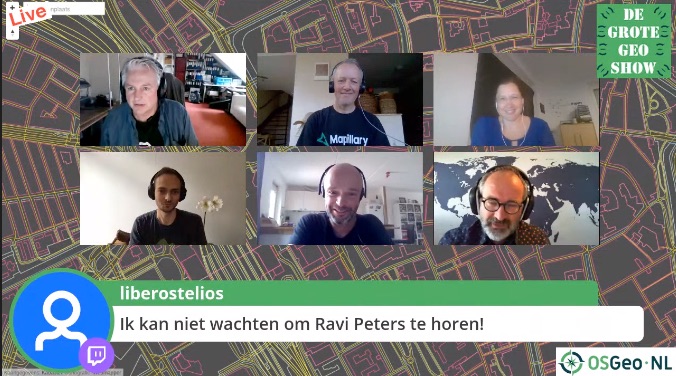 Live
DE
GROTE
GEO
SHOW
Mapillary
liberostelios
Ik kan niet wachten om Ravi Peters te horen!
OSGeo·NL